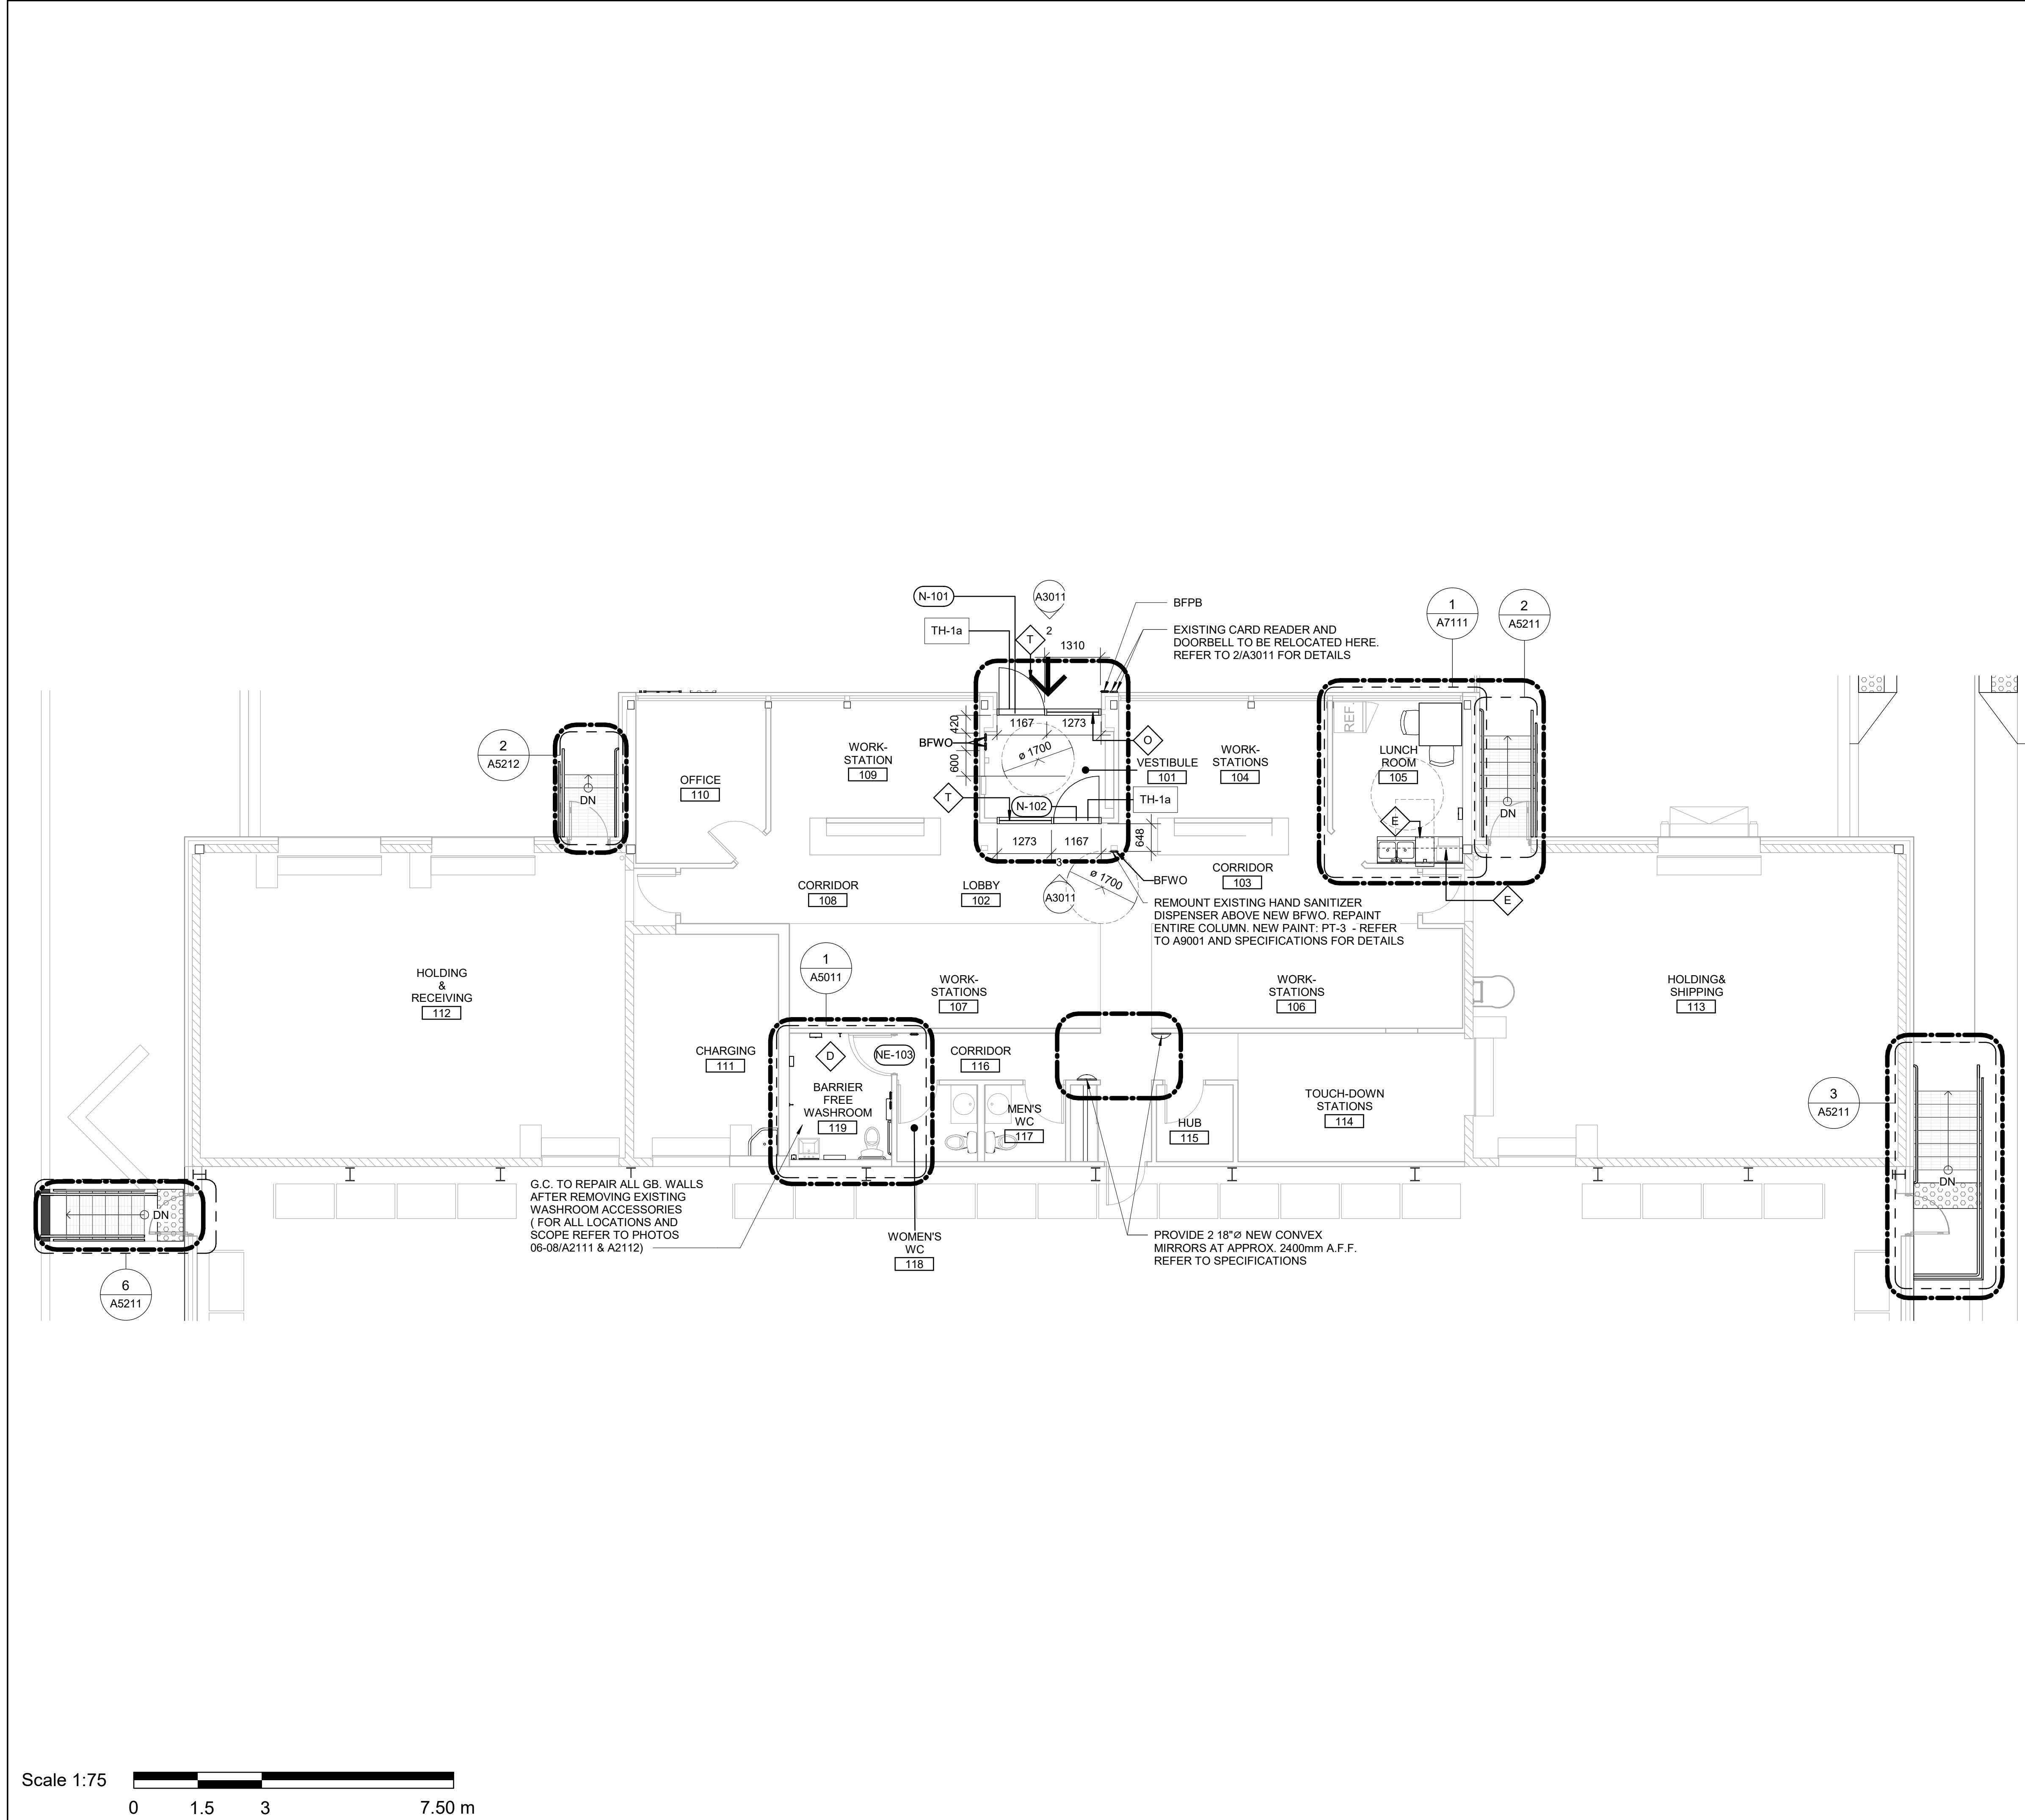 N-101
A3011
2
TH-1a
T
1310
BFPB
EXISTING CARD READER AND
DOORBELL TO BE RELOCATED HERE.
REFER TO 2/A3011 FOR DETAILS
1
A7111
2
A5211
2
A5212
DN
OFFICE
110
WORK-
STATION
109
BFWO
420
600
1167
1273
ø 1700
O
VESTIBULE
101
WORK-
STATIONS
104
REF.
LUNCH
ROOM
105
DN
T
N-102
TH-1a
E
1273
1167
648
3
A3011
ø 1700
BFWO
CORRIDOR
108
LOBBY
102
CORRIDOR
103
E
REMOUNT EXISTING HAND SANITIZER
DISPENSER ABOVE NEW BFWO. REPAINT
ENTIRE COLUMN. NEW PAINT: PT-3 - REFER
TO A9001 AND SPECIFICATIONS FOR DETAILS
HOLDING
&
RECEIVING
112
1
A5011
WORK-
STATIONS
107
WORK-
STATIONS
106
HOLDING&
SHIPPING
113
CHARGING
111
D
NE-103
CORRIDOR
116
BARRIER
FREE
WASHROOM
119
MEN'S
WC
117
HUB
115
TOUCH-DOWN
STATIONS
114
3
A5211
DN
DN
G.C. TO REPAIR ALL GB. WALLS
AFTER REMOVING EXISTING
WASHROOM ACCESSORIES
( FOR ALL LOCATIONS AND
SCOPE REFER TO PHOTOS
06-08/A2111 & A2112)
WOMEN'S
WC
118
PROVIDE 2 18"Ø NEW CONVEX
MIRRORS AT APPROX. 2400mm A.F.F.
REFER TO SPECIFICATIONS
6
A5211
Scale 1:75
0 1.5 3 7.50 m